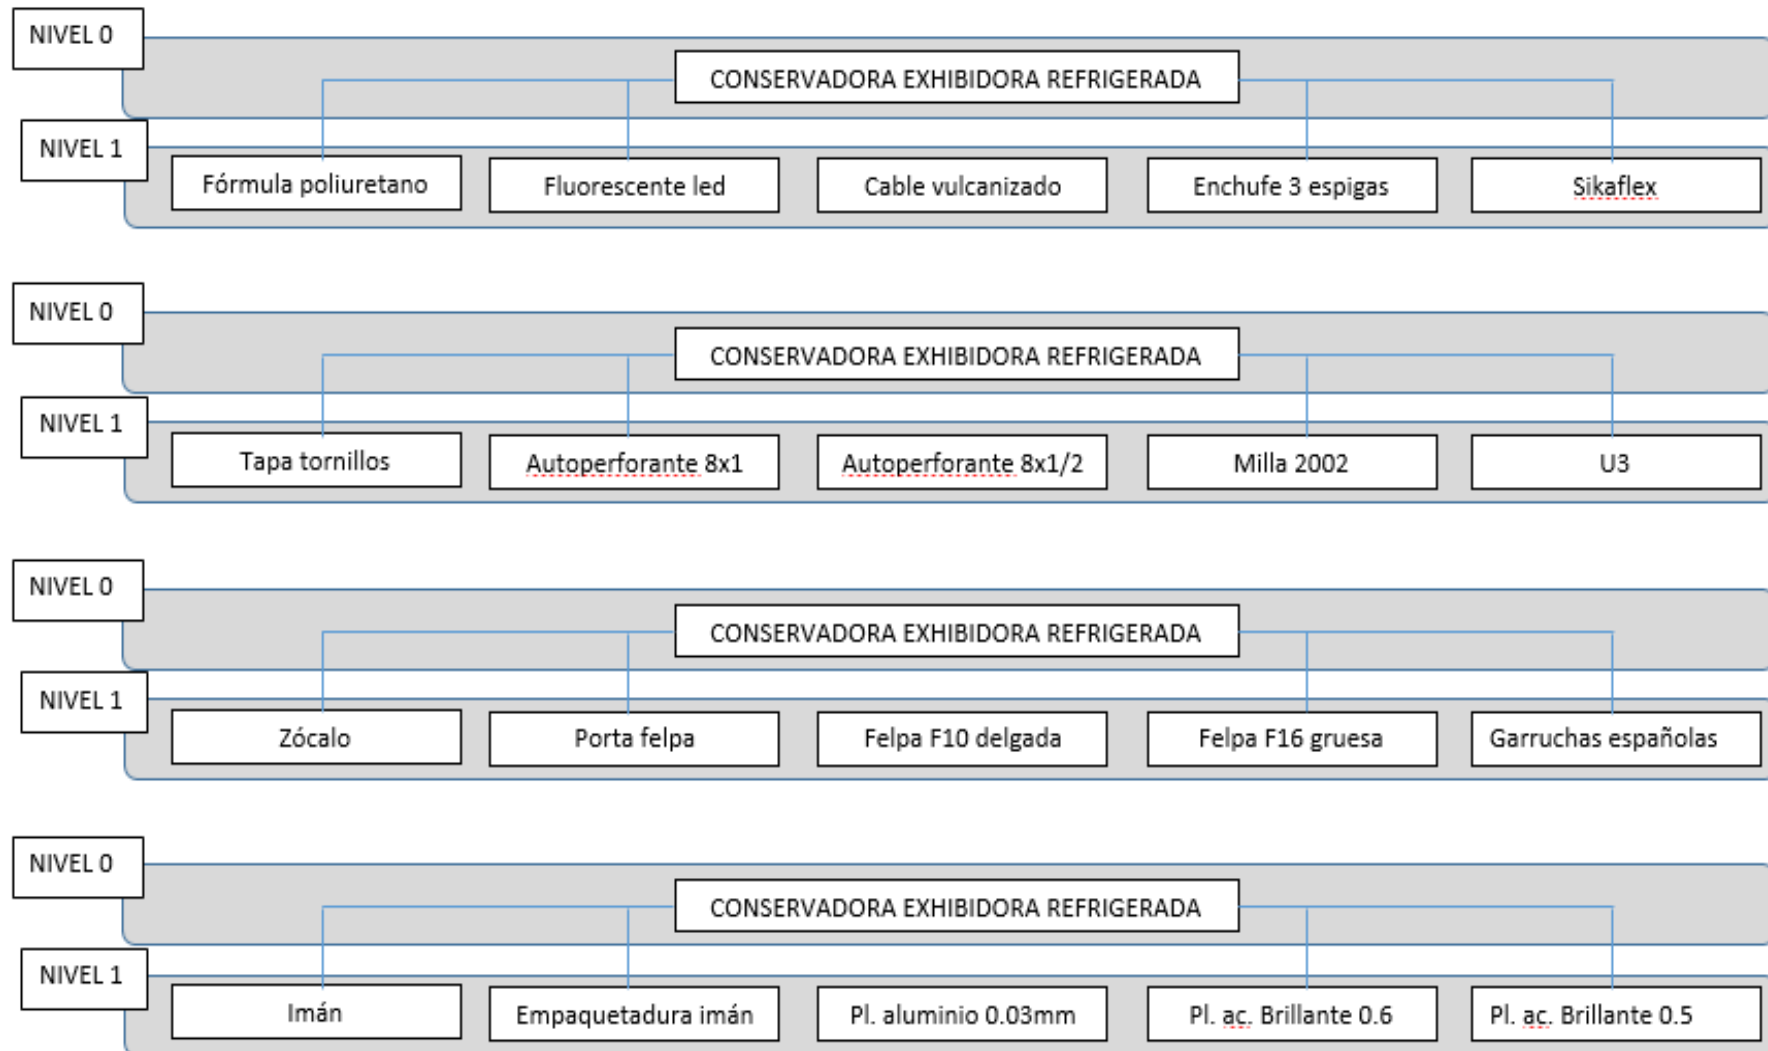 NIVEL 0
CONSERVADORA EXHIBIDORA REFRIGERADA
NIVEL 1
Fórmula poliuretano
Fluorescente led
Cable vulcanizado
Enchufe 3 espigas
Sikaflex
NIVEL 0
CONSERVADORA EXHIBIDORA REFRIGERADA
NIVEL 1
Tapa tornillos
Autoperforante 8x1
Autoperforante 8x1/2
Milla 2002
U3
NIVEL 0
CONSERVADORA EXHIBIDORA REFRIGERADA
NIVEL 1
Zócalo
Porta felpa
Felpa F10 delgada
Felpa F16 gruesa
Garruchas españolas
NIVEL 0
CONSERVADORA EXHIBIDORA REFRIGERADA
NIVEL 1
Imán
Empaquetadura imán
Pl. aluminio 0.03mm
Pl. ac. Brillante 0.6
Pl. ac. Brillante 0.5